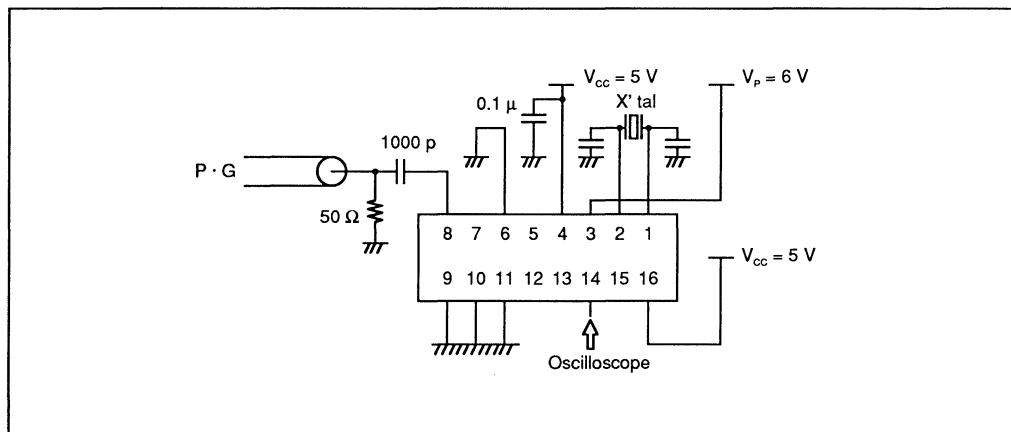 V_CC = 5 V
V_P = 6 V
0.1 μ
X' tal
1000 p
P · G
50 Ω
8 7 6 5 4 3 2 1
V_CC = 5 V
9 10 11 12 13 14 15 16
Oscilloscope